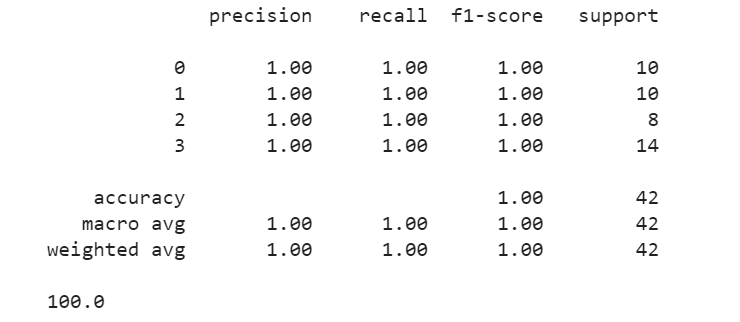 precision recall f1-score support
0 1.00 1.00 1.00 10
1 1.00 1.00 1.00 10
2 1.00 1.00 1.00 8
3 1.00 1.00 1.00 14
accuracy 1.00 42
macro avg 1.00 1.00 1.00 42
weighted avg 1.00 1.00 1.00 42
100.0